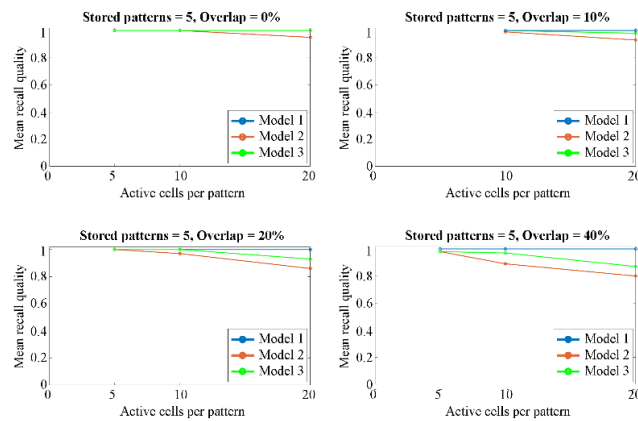 Stored patterns = 5, Overlap = 0%
1
0.8
0.6
0.4
0.2
0
Mean recall quality
Model 1
Model 2
Model 3
0 5 10 20
Active cells per pattern
Stored patterns = 5, Overlap = 10%
1
0.8
0.6
0.4
0.2
0
Mean recall quality
Model 1
Model 2
Model 3
0 10 20
Active cells per pattern
Stored patterns = 5, Overlap = 20%
1
0.8
0.6
0.4
0.2
0
Mean recall quality
Model 1
Model 2
Model 3
0 5 10 20
Active cells per pattern
Stored patterns = 5, Overlap = 40%
1
0.8
0.6
0.4
0.2
0
Mean recall quality
Model 1
Model 2
Model 3
0 5 10 20
Active cells per pattern